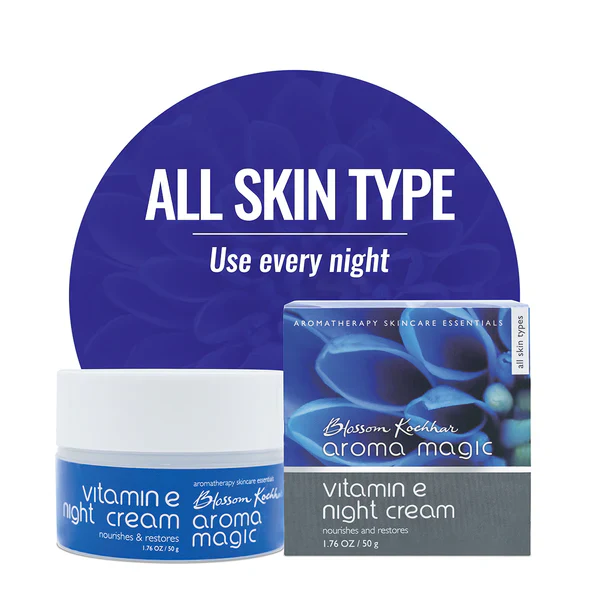 ALL SKIN TYPE
Use every night
AROMATHERAPY SKINCARE ESSENTIALS
all skin types
Blossom Kochhar
aroma magic
vitamin e
night cream
nourishes and restores
1.76 OZ / 50 g
vitamin e
night cream
nourishes & restores
1.76 OZ / 50 g
aromatherapy skincare essentials
Blossom Kochhar
aroma
magic